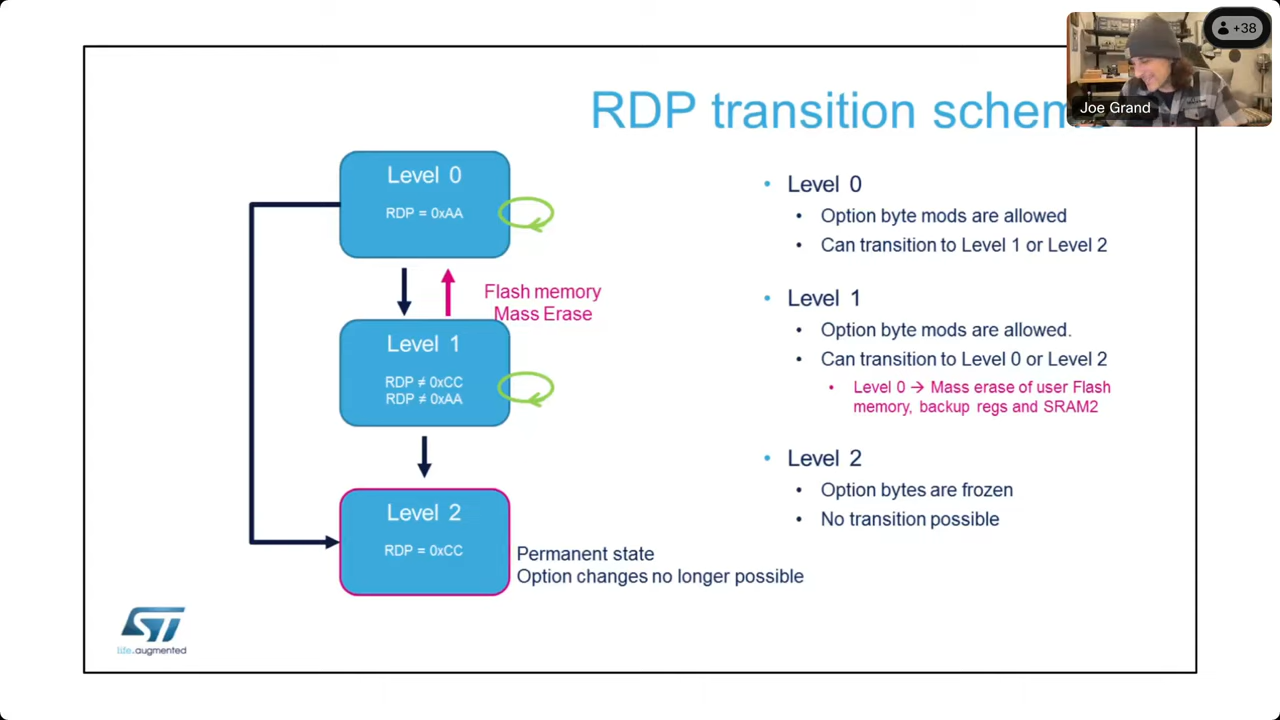 +38
Joe Grand
RDP transition schem
Level 0
RDP = 0xAA
Flash memory
Mass Erase
Level 1
RDP ≠ 0xCC
RDP ≠ 0xAA
Level 2
RDP = 0xCC
Permanent state
Option changes no longer possible
• Level 0
• Option byte mods are allowed
• Can transition to Level 1 or Level 2
• Level 1
• Option byte mods are allowed.
• Can transition to Level 0 or Level 2
• Level 0 → Mass erase of user Flash
memory, backup regs and SRAM2
• Level 2
• Option bytes are frozen
• No transition possible
ST
life.augmented